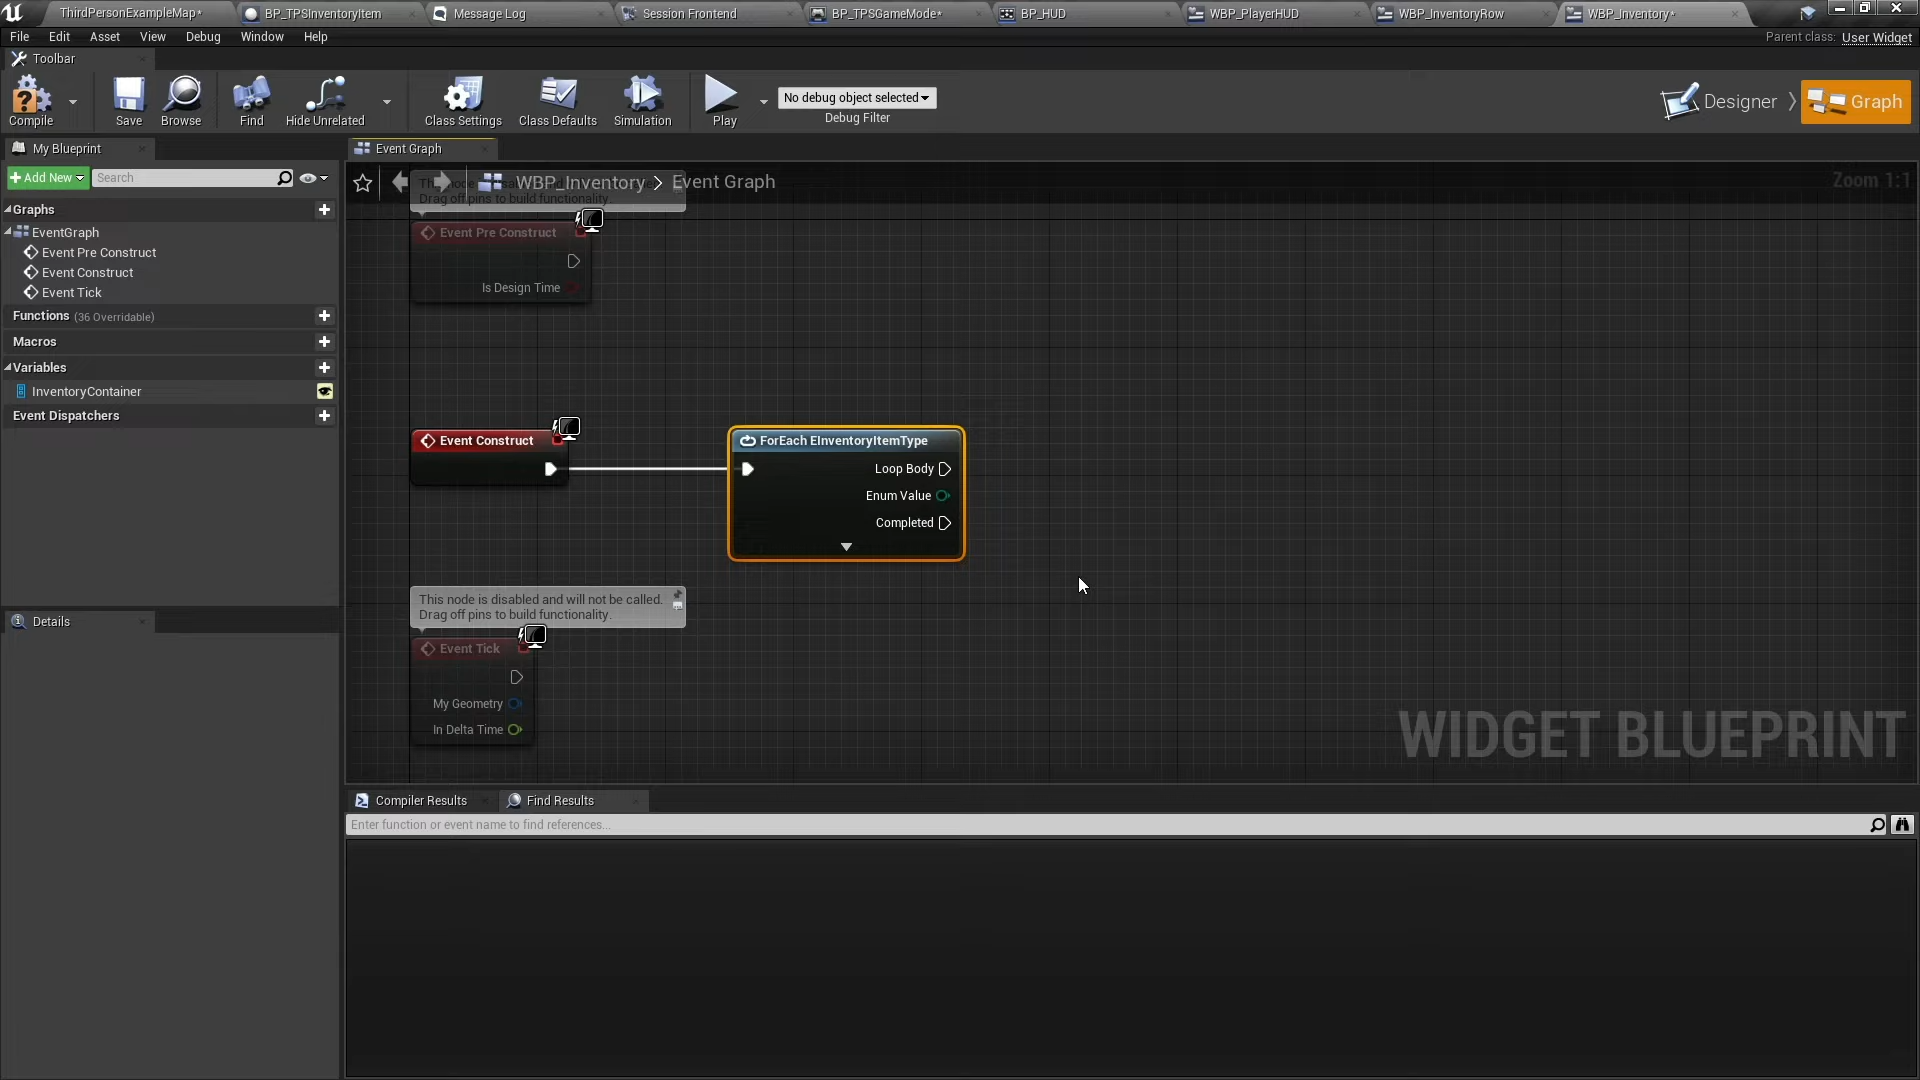 ThirdPersonExampleMap*
BP_TPSInventoryItem
Message Log
Session Frontend
BP_TPSGameMode*
BP_HUD
WBP_PlayerHUD
WBP_InventoryRow
WBP_Inventory*
File Edit Asset View Debug Window Help
Parent class: User Widget
Toolbar
Compile
Save
Browse
Find
Hide Unrelated
Class Settings
Class Defaults
Simulation
Play
No debug object selected
Debug Filter
Designer
Graph
My Blueprint
Event Graph
Add New
Search
WBP_Inventory > Event Graph
Zoom 1:1
Drag off pins to build functionality.
Graphs
EventGraph
Event Pre Construct
Event Construct
Event Tick
Functions (36 Overridable)
Macros
Variables
InventoryContainer
Event Dispatchers
Event Pre Construct
Is Design Time
Event Construct
ForEach EInventoryItemType
Loop Body
Enum Value
Completed
This node is disabled and will not be called.
Drag off pins to build functionality.
Event Tick
My Geometry
In Delta Time
WIDGET BLUEPRINT
Details
Compiler Results
Find Results
Enter function or event name to find references...